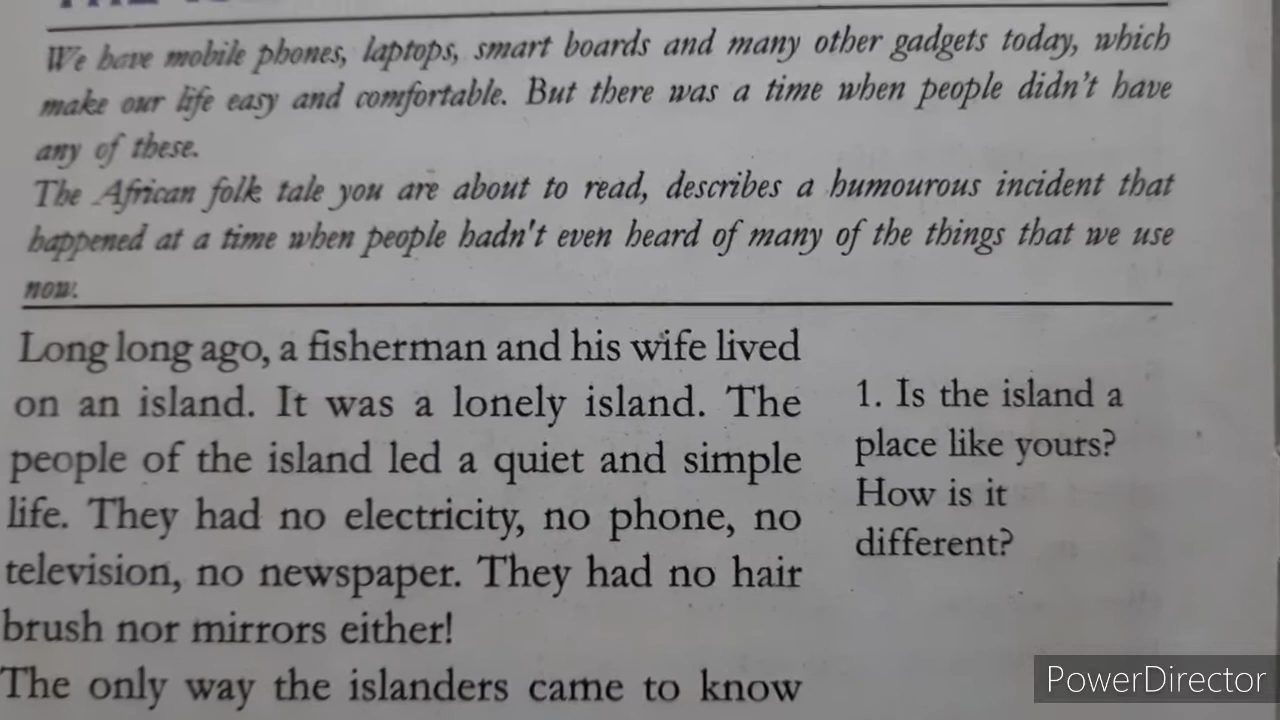 We have mobile phones, laptops, smart boards and many other gadgets today, which
make our life easy and comfortable. But there was a time when people didn't have
any of these.
The African folk tale you are about to read, describes a humourous incident that
happened at a time when people hadn't even heard of many of the things that we use
now.
Long long ago, a fisherman and his wife lived
on an island. It was a lonely island. The
people of the island led a quiet and simple
life. They had no electricity, no phone, no
television, no newspaper. They had no hair
brush nor mirrors either!
The only way the islanders came to know
1. Is the island a
place like yours?
How is it
different?
PowerDirector